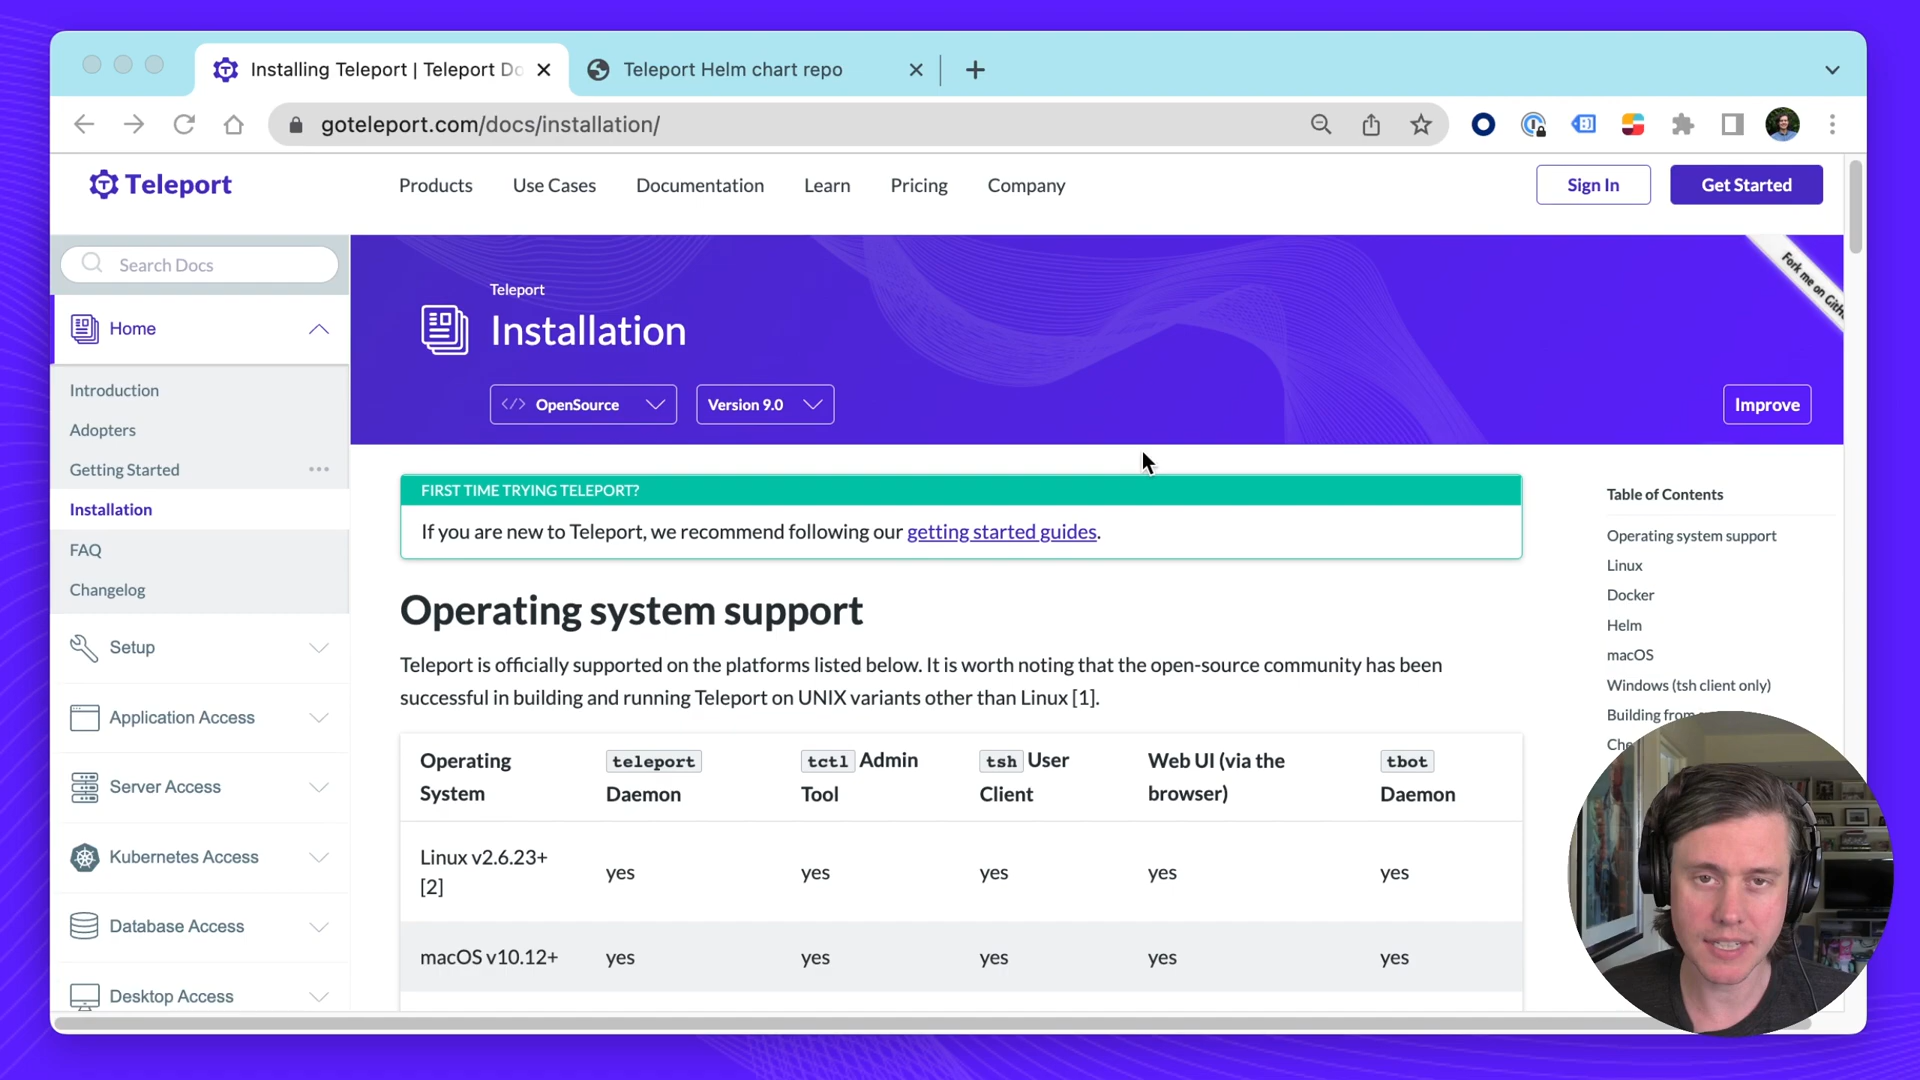 Installing Teleport | Teleport Do
Teleport Helm chart repo
goteleport.com/docs/installation/
Teleport
Products
Use Cases
Documentation
Learn
Pricing
Company
Sign In
Get Started
Search Docs
Home
Introduction
Adopters
Getting Started
Installation
FAQ
Changelog
Setup
Application Access
Server Access
Kubernetes Access
Database Access
Desktop Access
Teleport
Installation
</> OpenSource
Version 9.0
Improve
Fork me on Gith
FIRST TIME TRYING TELEPORT?
If you are new to Teleport, we recommend following our getting started guides.
Operating system support
Teleport is officially supported on the platforms listed below. It is worth noting that the open-source community has been
successful in building and running Teleport on UNIX variants other than Linux [1].
Operating System
teleport Daemon
tctl Admin Tool
tsh User Client
Web UI (via the browser)
tbot Daemon
Linux v2.6.23+ [2]
yes
yes
yes
yes
yes
macOS v10.12+
yes
yes
yes
yes
yes
Table of Contents
Operating system support
Linux
Docker
Helm
macOS
Windows (tsh client only)
Building from